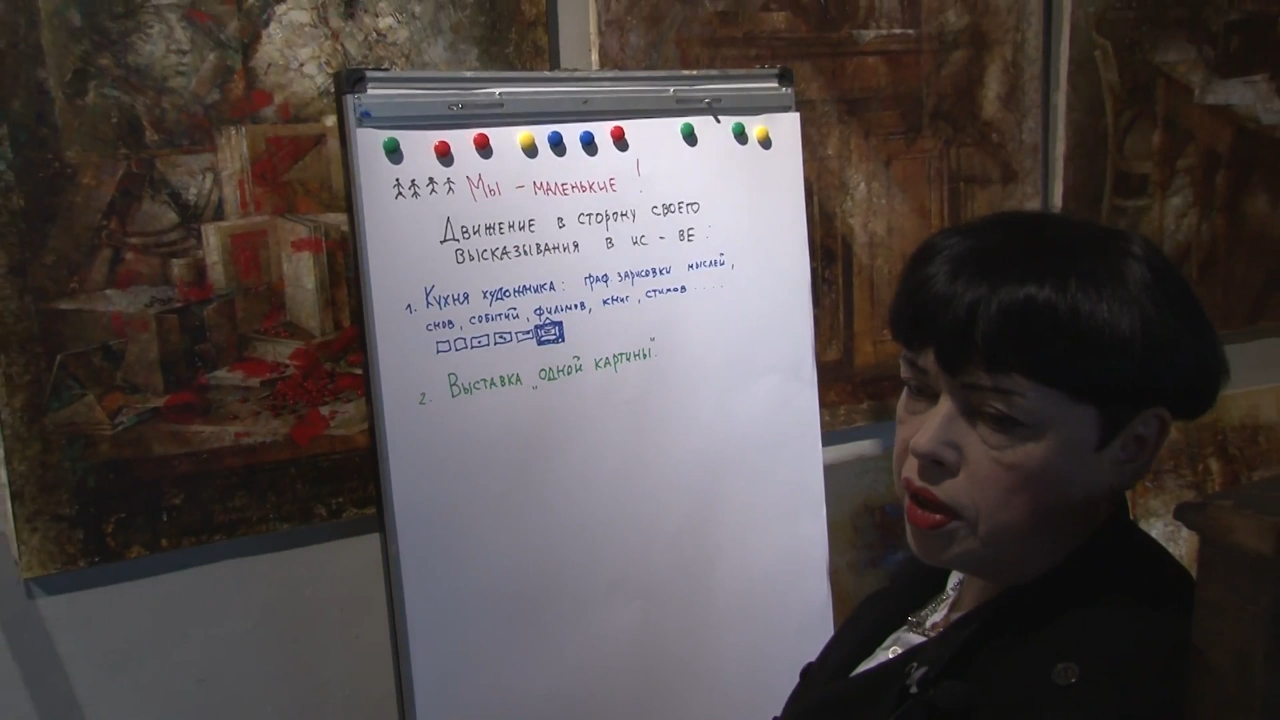 Мы - маленькие !
Движение в сторону своего
высказывания в ис - ве :
1. Кухня художника : граф. зарисовки мыслей ,
снов , событий , фильмов , книг , стихов . . . .
2. Выставка „одной картины".